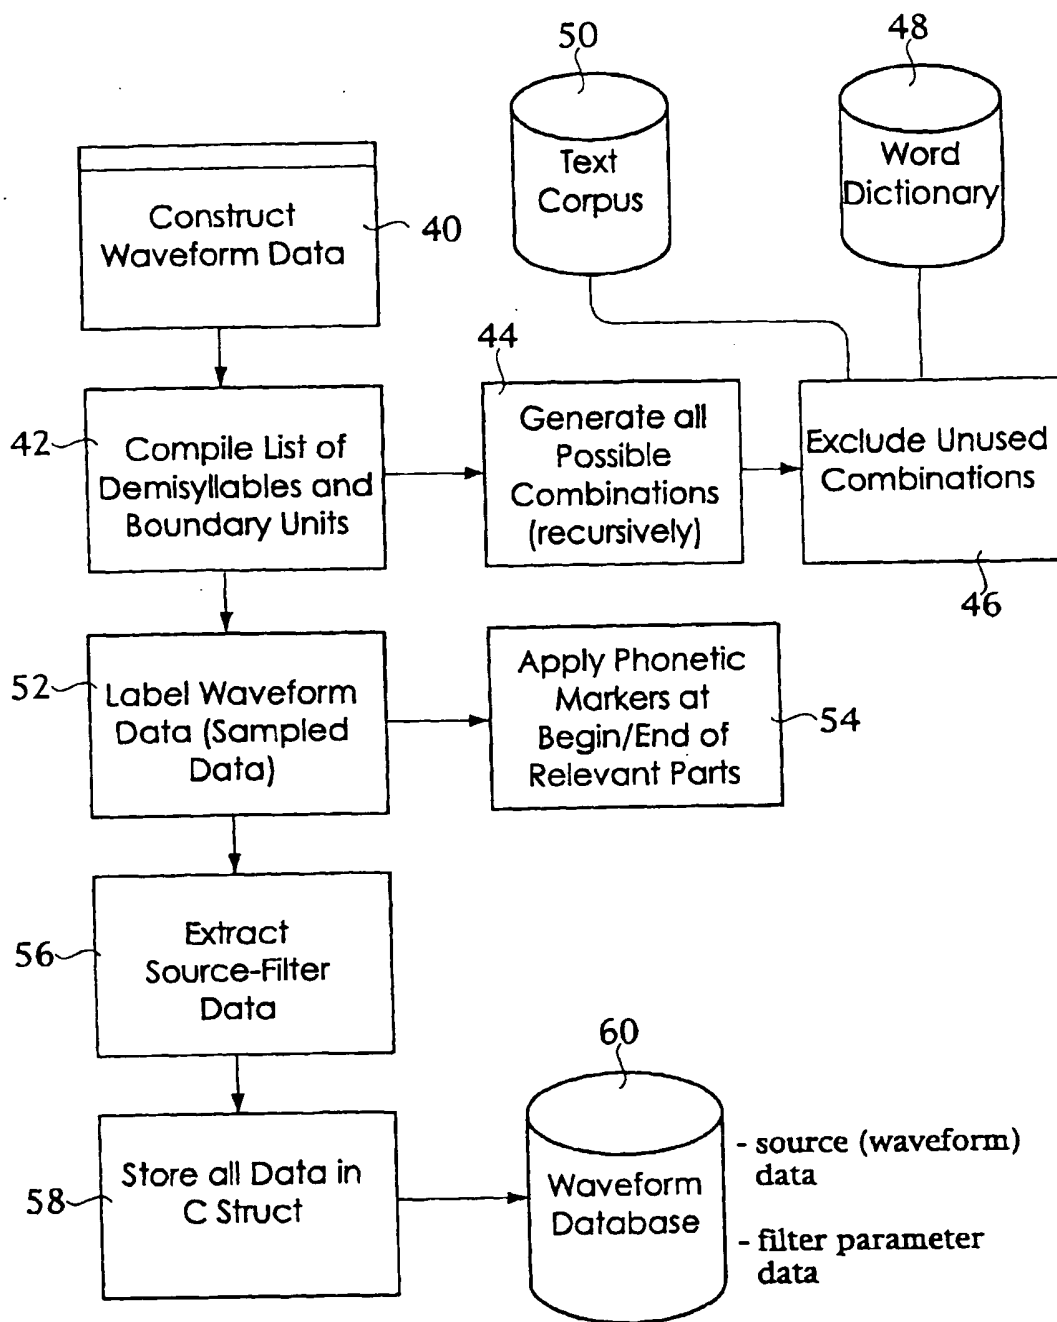 50
48
Text
Corpus
Word
Dictionary
Construct
Waveform Data
40
44
42
Compile List of
Demisyllables and
Boundary Units
Generate all
Possible
Combinations
(recursively)
Exclude Unused
Combinations
46
52
Label Waveform
Data (Sampled
Data)
Apply Phonetic
Markers at
Begin/End of
Relevant Parts
54
56
Extract
Source-Filter
Data
60
58
Store all Data in
C Struct
Waveform
Database
- source (waveform)
data
- filter parameter
data